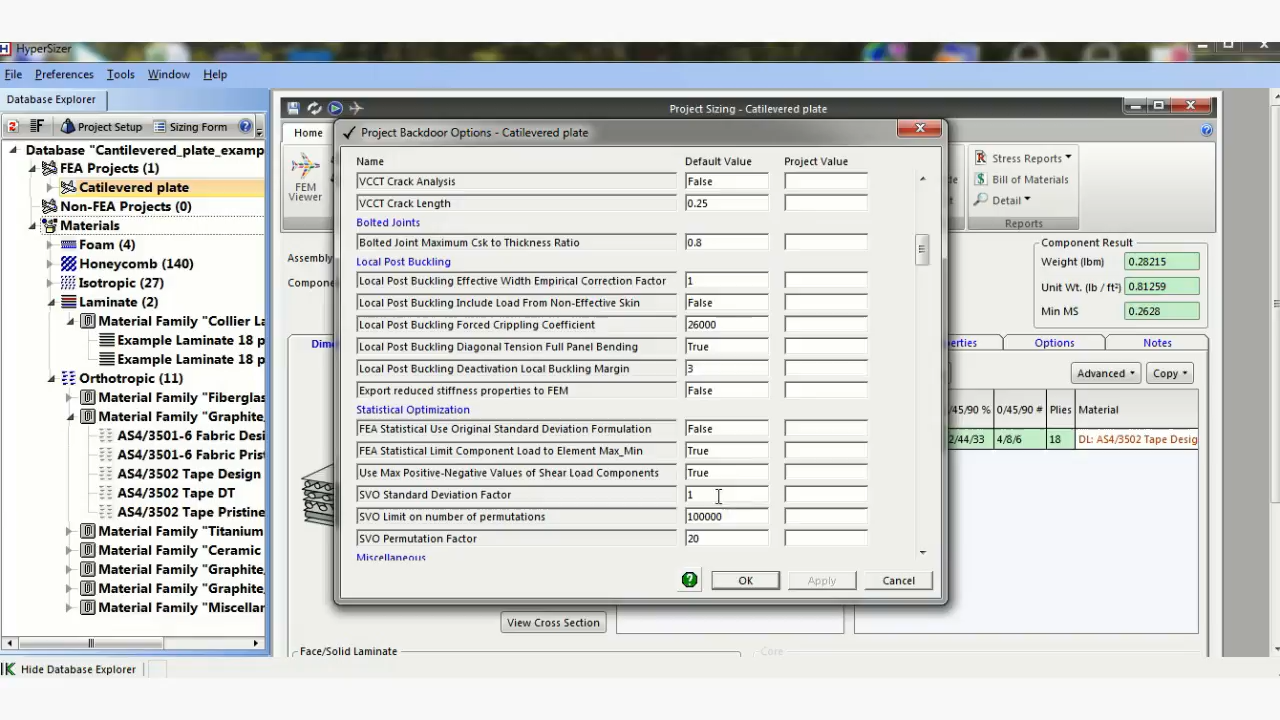 HyperSizer
File Preferences Tools Window Help
Database Explorer
Project Setup Sizing Form
Database "Cantilevered_plate_examp
FEA Projects (1)
Catilevered plate
Non-FEA Projects (0)
Materials
Foam (4)
Honeycomb (140)
Isotropic (27)
Laminate (2)
Material Family "Collier La
Example Laminate 18 p
Example Laminate 18 p
Orthotropic (11)
Material Family "Fiberglas
Material Family "Graphite,
AS4/3501-6 Fabric Desi
AS4/3501-6 Fabric Pris
AS4/3502 Tape Design
AS4/3502 Tape DT
AS4/3502 Tape Pristine
Material Family "Titanium
Material Family "Ceramic
Material Family "Graphite,
Material Family "Graphite,
Material Family "Miscellan
Hide Database Explorer
Project Sizing - Catilevered plate
Home
FEM
Viewer
Stress Reports
Bill of Materials
Detail
Reports
Assembly
Compone
Component Result
Weight (lbm) 0.28215
Unit Wt. (lb / ft²) 0.81259
Min MS 0.2628
Dime
perties Options Notes
Advanced Copy
0/45/90 % 0/45/90 # Plies Material
2/44/33 4/8/6 18 DL: AS4/3502 Tape Desig
Project Backdoor Options - Catilevered plate
Name Default Value Project Value
VCCT Crack Analysis False
VCCT Crack Length 0.25
Bolted Joints
Bolted Joint Maximum Csk to Thickness Ratio 0.8
Local Post Buckling
Local Post Buckling Effective Width Empirical Correction Factor 1
Local Post Buckling Include Load From Non-Effective Skin False
Local Post Buckling Forced Crippling Coefficient 26000
Local Post Buckling Diagonal Tension Full Panel Bending True
Local Post Buckling Deactivation Local Buckling Margin 3
Export reduced stiffness properties to FEM False
Statistical Optimization
FEA Statistical Use Original Standard Deviation Formulation False
FEA Statistical Limit Component Load to Element Max_Min True
Use Max Positive-Negative Values of Shear Load Components True
SVO Standard Deviation Factor 1
SVO Limit on number of permutations 100000
SVO Permutation Factor 20
Miscellaneous
OK Apply Cancel
View Cross Section
Face/Solid Laminate
Core